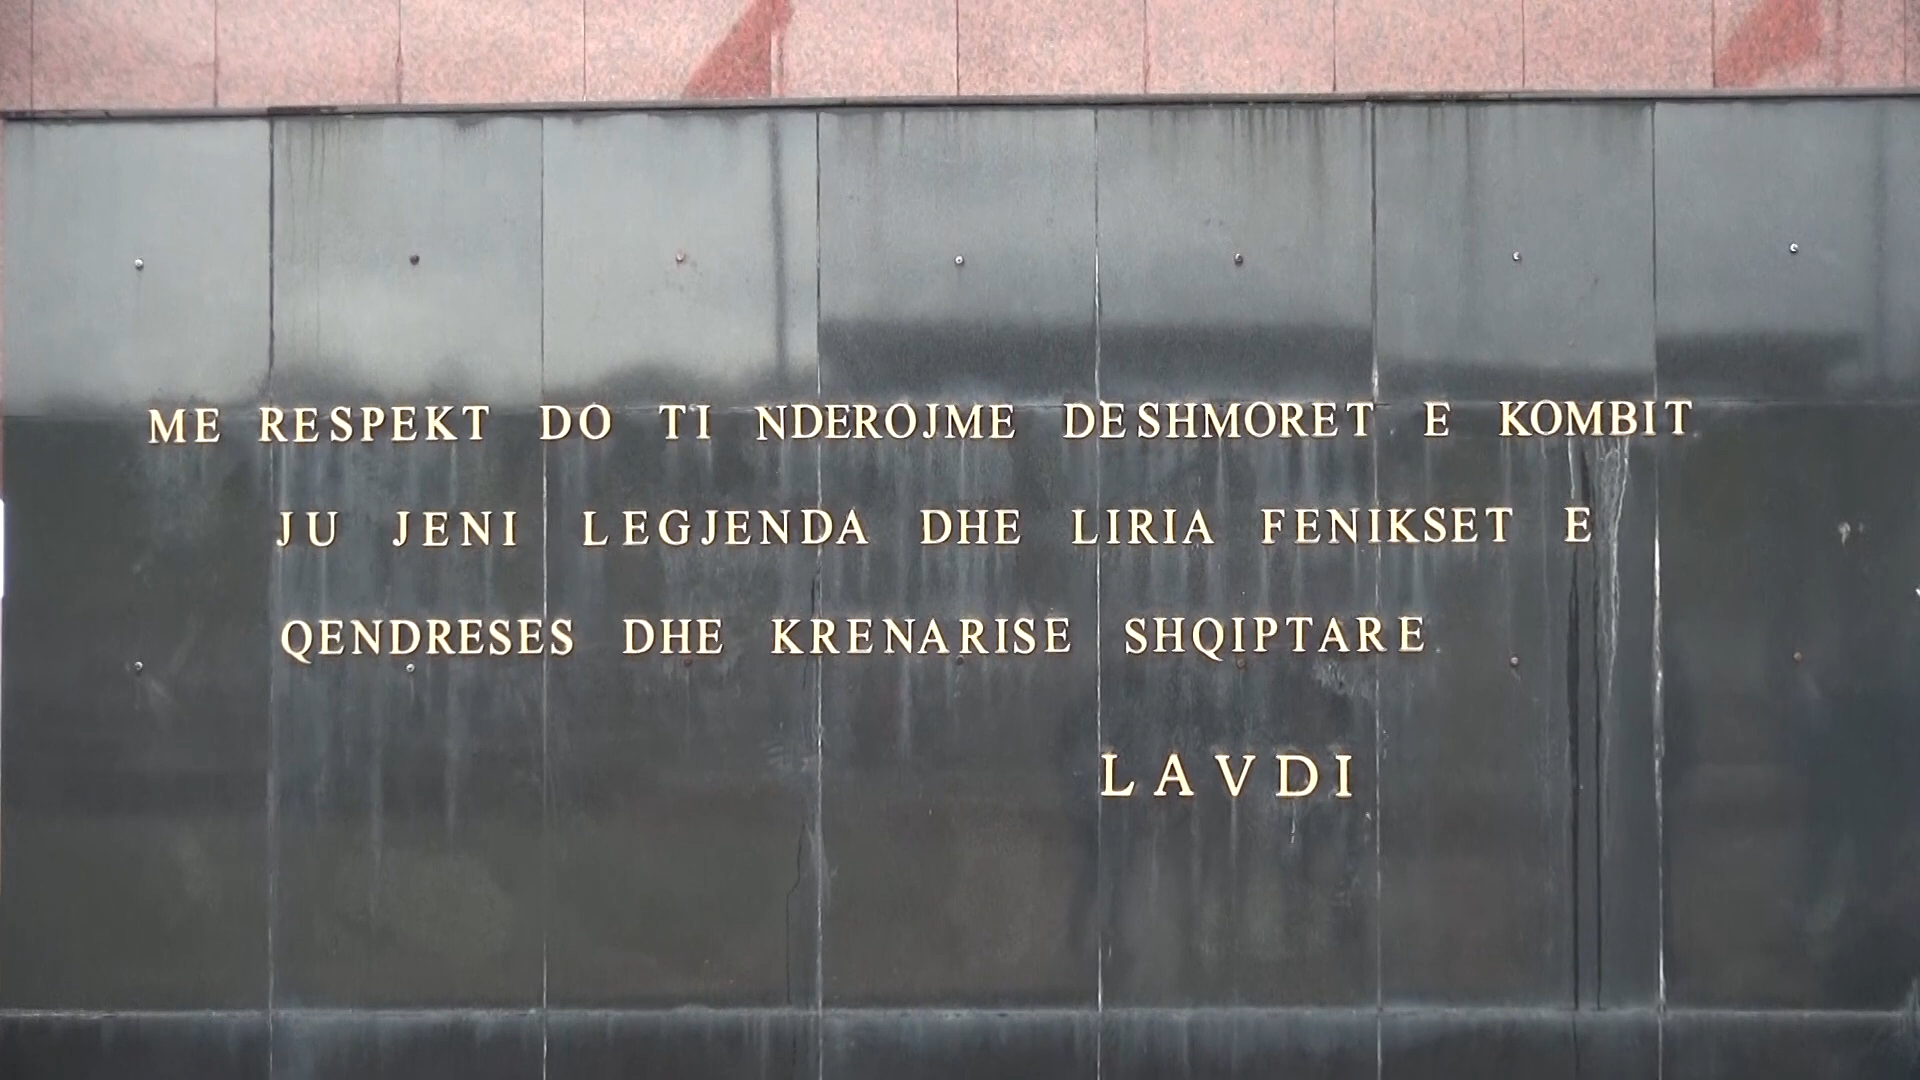 ME RESPEKT DO TI NDEROJME DESHMORET E KOMBIT
JU JENI LEGJENDA DHE LIRIA FENIKSET E
QENDRESES DHE KRENARISE SHQIPTARE
LAVDI